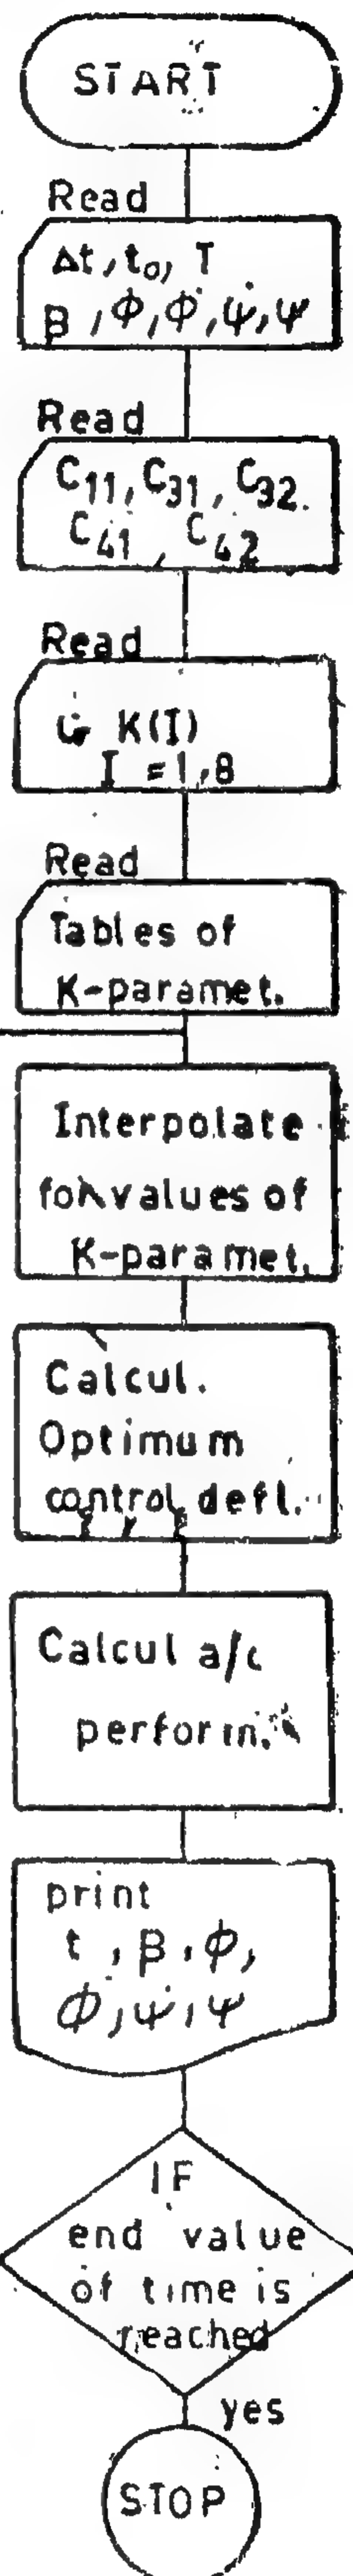 START
Read
Δt, t₀, T
β, ϕ, ϕ̇, ψ̇, ψ
Read
C₁₁, C₃₁, C₃₂.
C₄₁, C₄₂
Read
K(I)
I = 1,8
Read
Tables of
K-paramet.
Interpolate
for values of
K-paramet.
Calcul.
Optimum
control defl.
Calcul a/c
perform.
print
t, β, ϕ,
ϕ̇, ψ̇, ψ
IF
end value
of time is
reached
yes
STOP